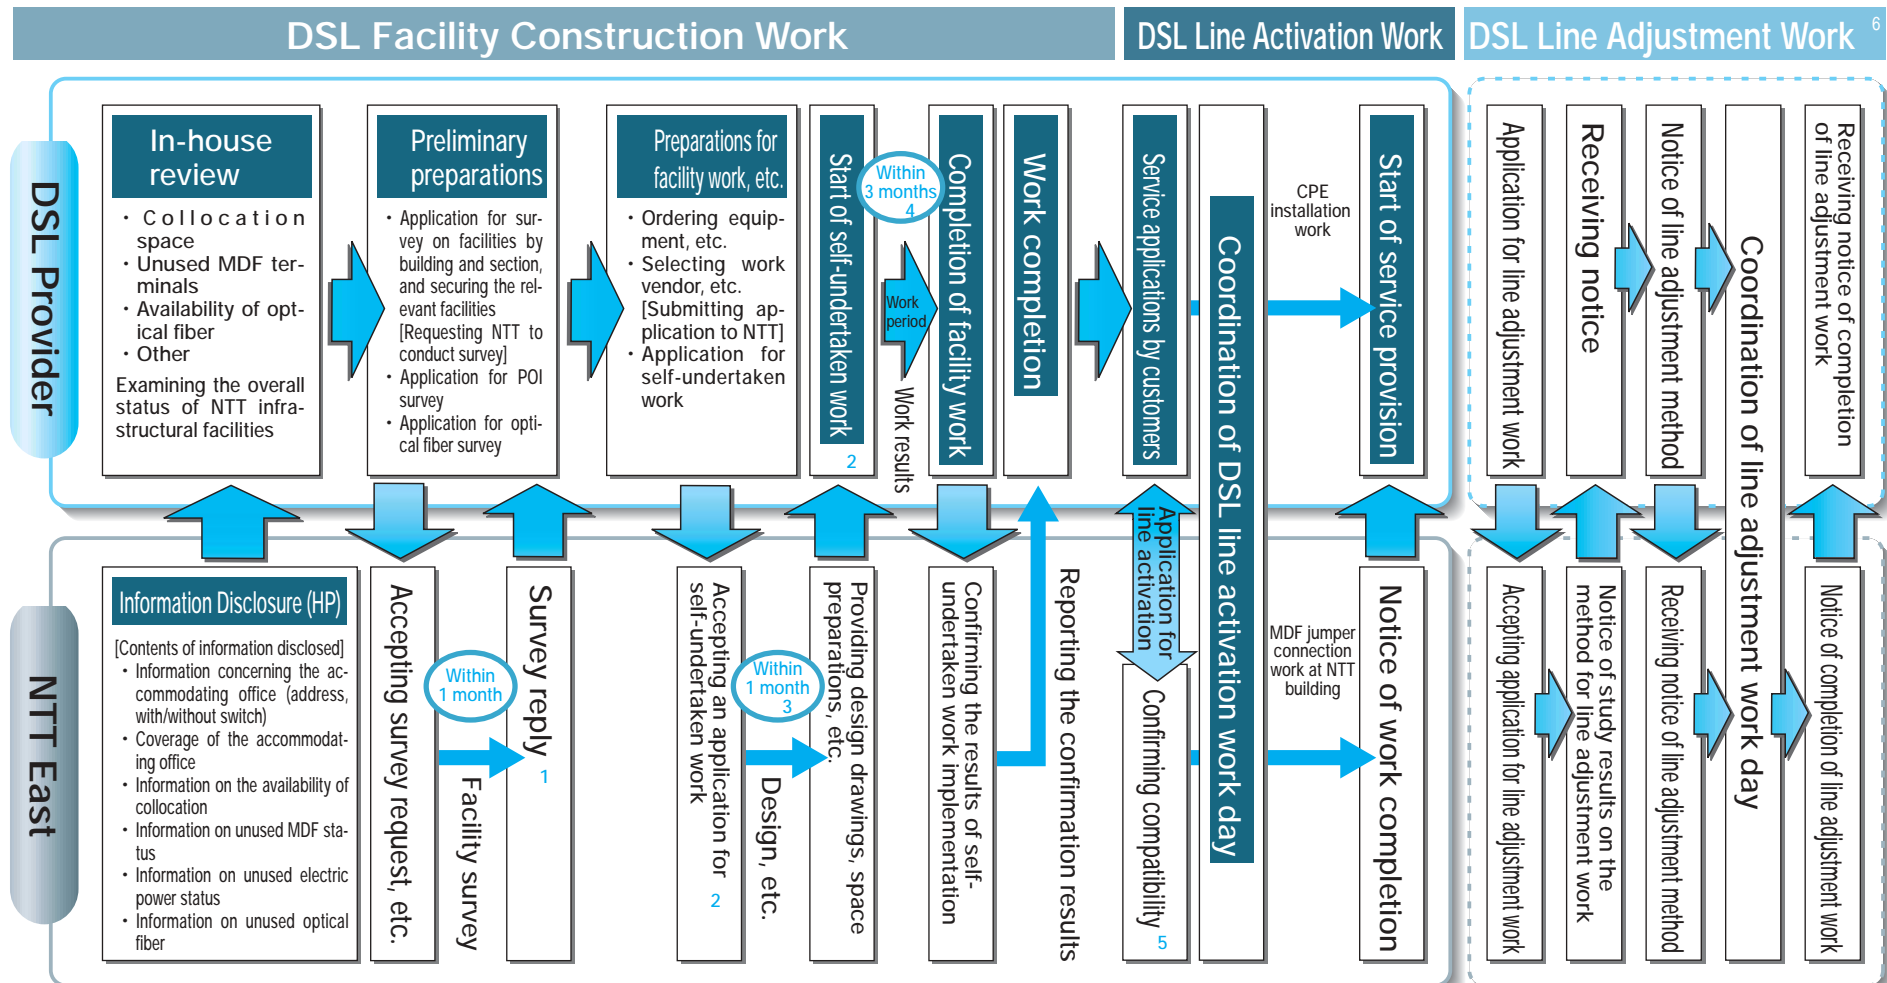 DSL Facility Construction Work
DSL Line Activation Work
DSL Line Adjustment Work 6
DSL Provider
In-house
review
・Collocation
space
・Unused MDF ter-
minals
・Availability of opt-
ical fiber
・Other
Examining the overall
status of NTT infra-
structural facilities
Preliminary
preparations
・Application for sur-
vey on facilities by
building and section,
and securing the rel-
evant facilities
[Requesting NTT to
conduct survey]
・Application for POI
survey
・Application for opti-
cal fiber survey
Preparations for
facility work, etc.
・Ordering equip-
ment, etc.
・Selecting work
vendor, etc.
[Submitting ap-
plication to NTT]
・Application for
self-undertaken
work
Start of self-undertaken work
2
Within
3 months
4
Work
period
Work results
Completion of facility work
Work completion
Service applications by customers
Coordination of DSL line activation work day
CPE
installation
work
Start of service provision
Application for line adjustment work
Receiving notice
Notice of line adjustment method
Coordination of line adjustment work day
Receiving notice of completion
of line adjustment work
NTT East
Information Disclosure (HP)
[Contents of information disclosed]
・Information concerning the ac-
commodating office (address,
with/without switch)
・Coverage of the accommodat-
ing office
・Information on the availability of
collocation
・Information on unused MDF sta-
tus
・Information on unused electric
power status
・Information on unused optical
fiber
Accepting survey request, etc.
Within
1 month
Facility survey
Survey reply
1
Accepting an application for
self-undertaken work
2
Within
1 month
3
Design, etc.
Providing design drawings, space
preparations, etc.
Confirming the results of self-
undertaken work implementation
Reporting the confirmation results
Application for
line activation
Confirming compatibility
5
MDF jumper
connection
work at NTT
building
Notice of work completion
Accepting application for line adjustment work
Notice of study results on the
method for line adjustment work
Receiving notice of line adjustment method
Notice of completion of line adjustment work